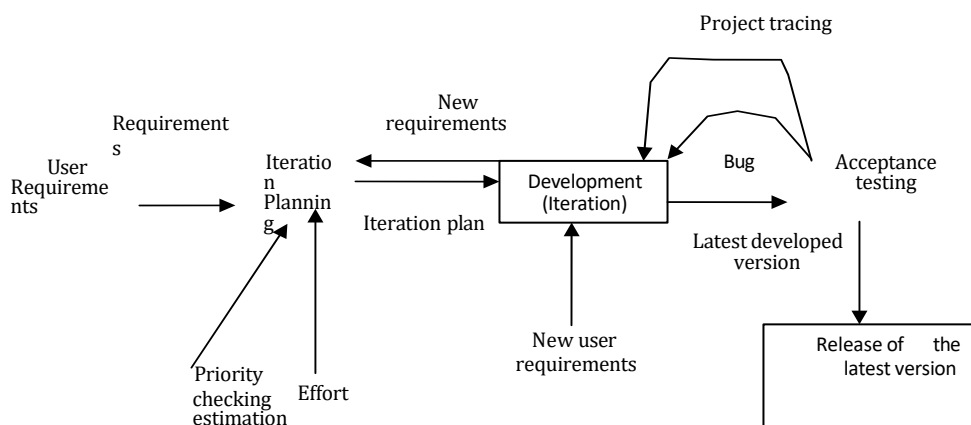 Project tracing
Requirement
s
New
requirements
User
Requireme
nts
Iteratio
n
Plannin
g
Development
(Iteration)
Bug
Acceptance
testing
Iteration plan
Latest developed
version
New user
requirements
Priority
checking
estimation
Effort
Release of the
latest version